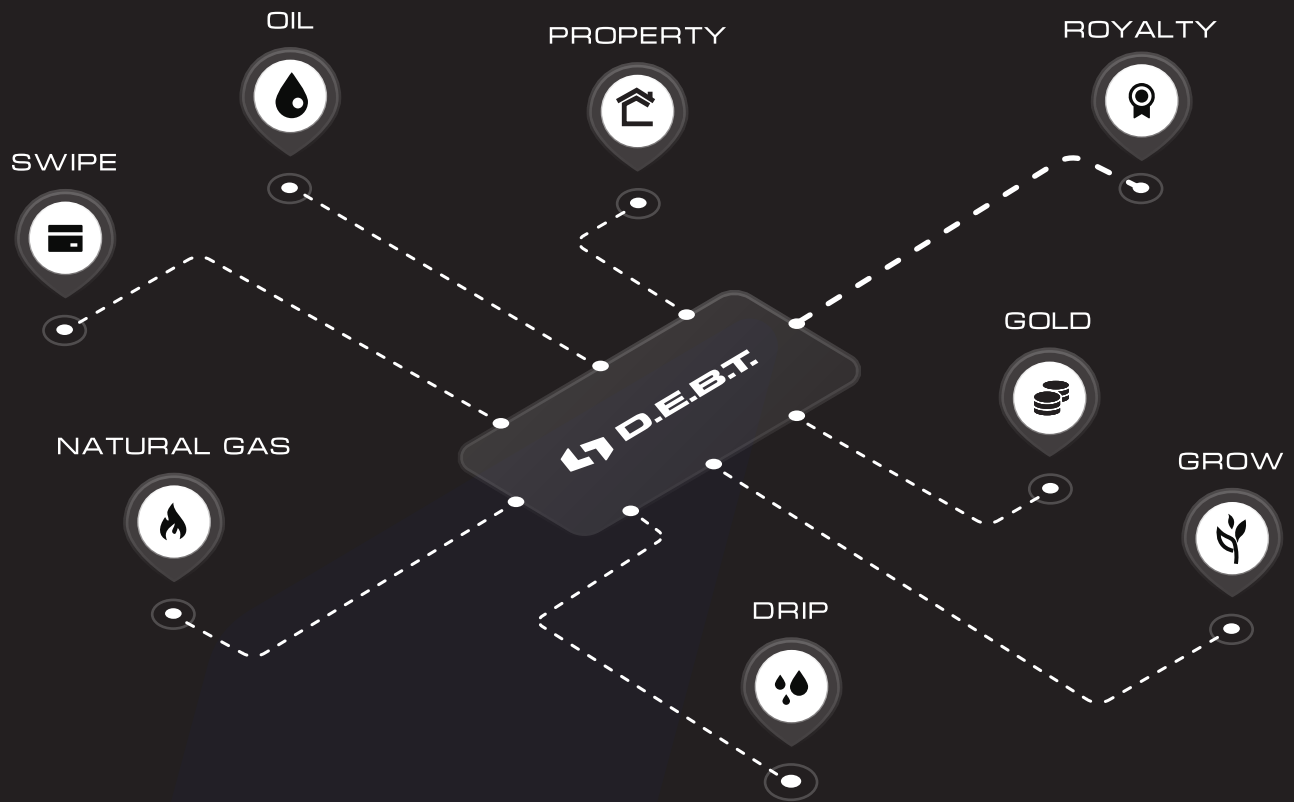 OIL
PROPERTY
ROYALTY
SWIPE
GOLD
D.E.B.T.
NATURAL GAS
GROW
DRIP